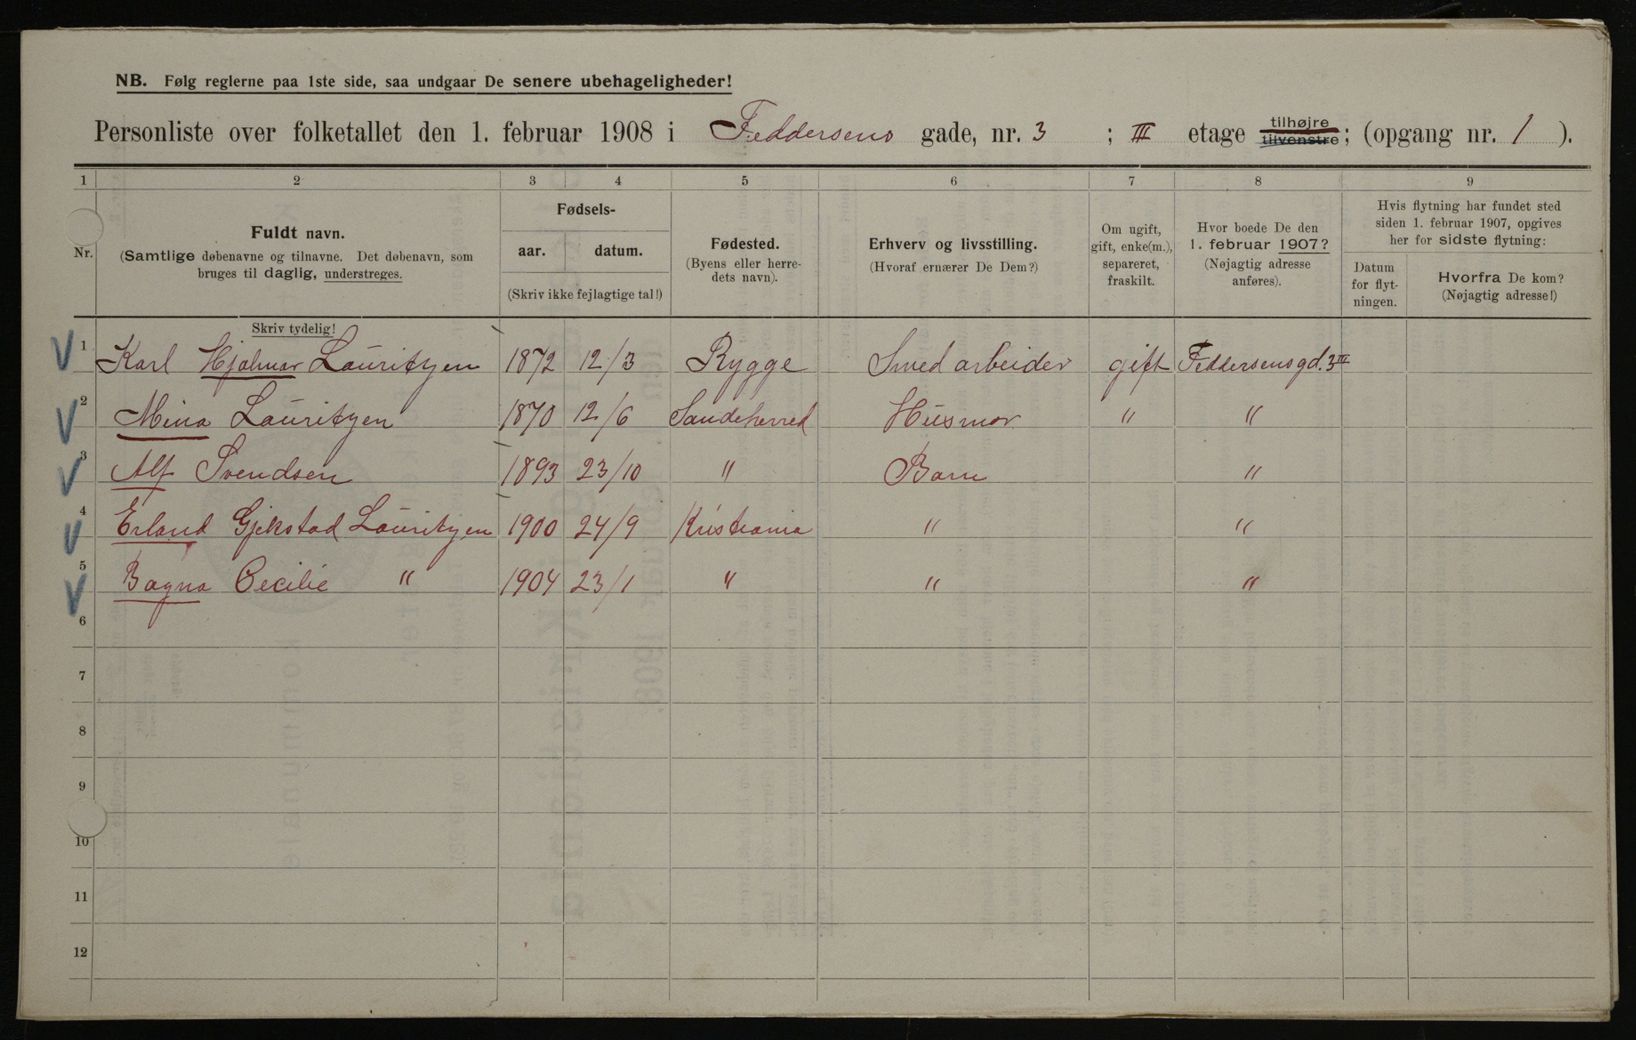 NB. Følg reglerne paa 1ste side, saa undgaar De senere ubehageligheder!
Personliste over folketallet den 1. februar 1908 i Feddersens gade, nr. 3 ; III etage tilhøjre tilvenstre; (opgang nr. 1 ).
1 2 3 4 5 6 7 8 9
Nr.
Fuldt navn.
(Samtlige døbenavne og tilnavne. Det døbenavn, som
bruges til daglig, understreges.
Fødsels-
aar. datum.
(Skriv ikke fejlagtige tal!)
Fødested.
(Byens eller herre-
dets navn).
Erhverv og livsstilling.
(Hvoraf ernærer De Dem?)
Om ugift,
gift, enke(m.),
separeret,
fraskilt.
Hvor boede De den
1. februar 1907?
(Nøjagtig adresse
anføres).
Hvis flytning har fundet sted
siden 1. februar 1907, opgives
her for sidste flytning:
Datum
for flyt-
ningen.
Hvorfra De kom?
(Nøjagtig adresse!)
Skriv tydelig!
1 Karl Hjalmar Lauritzen 1872 12/3 Rygge Smedarbeider gift Feddersensgd. 3 III
2 Mina Lauritzen 1870 12/6 Sandeherred Husmor " "
3 Alf Svendsen 1893 23/10 " Barn "
4 Erland Gjekstad Lauritzen 1900 24/9 Kristiania " "
5 Bagna Cecilie " 1904 23/1 " " "
6
7
8
9
10
11
12